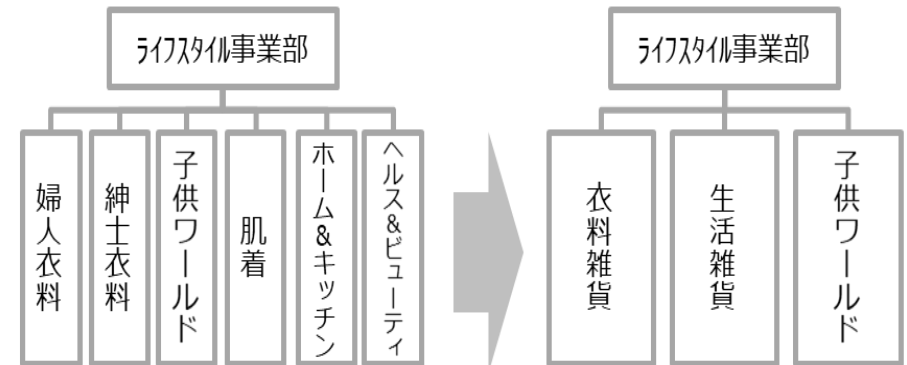 ライフスタイル事業部
婦人衣料
紳士衣料
子供ワールド
肌着
ホーム&キッチン
ヘルス&ビューティ
ライフスタイル事業部
衣料雑貨
生活雑貨
子供ワールド